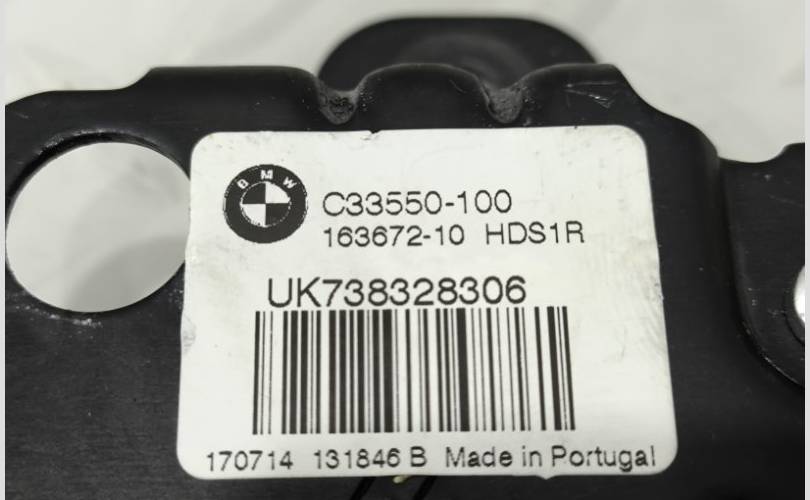 BMW
C33550-100
163672-10 HDS1R
UK738328306
170714 131846 B Made in Portugal